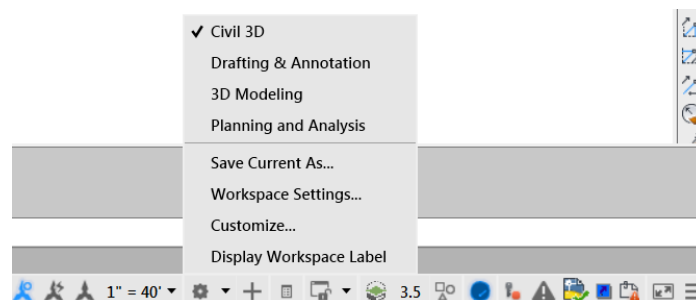 Civil 3D
Drafting & Annotation
3D Modeling
Planning and Analysis
Save Current As...
Workspace Settings...
Customize...
Display Workspace Label
1" = 40' 3.5